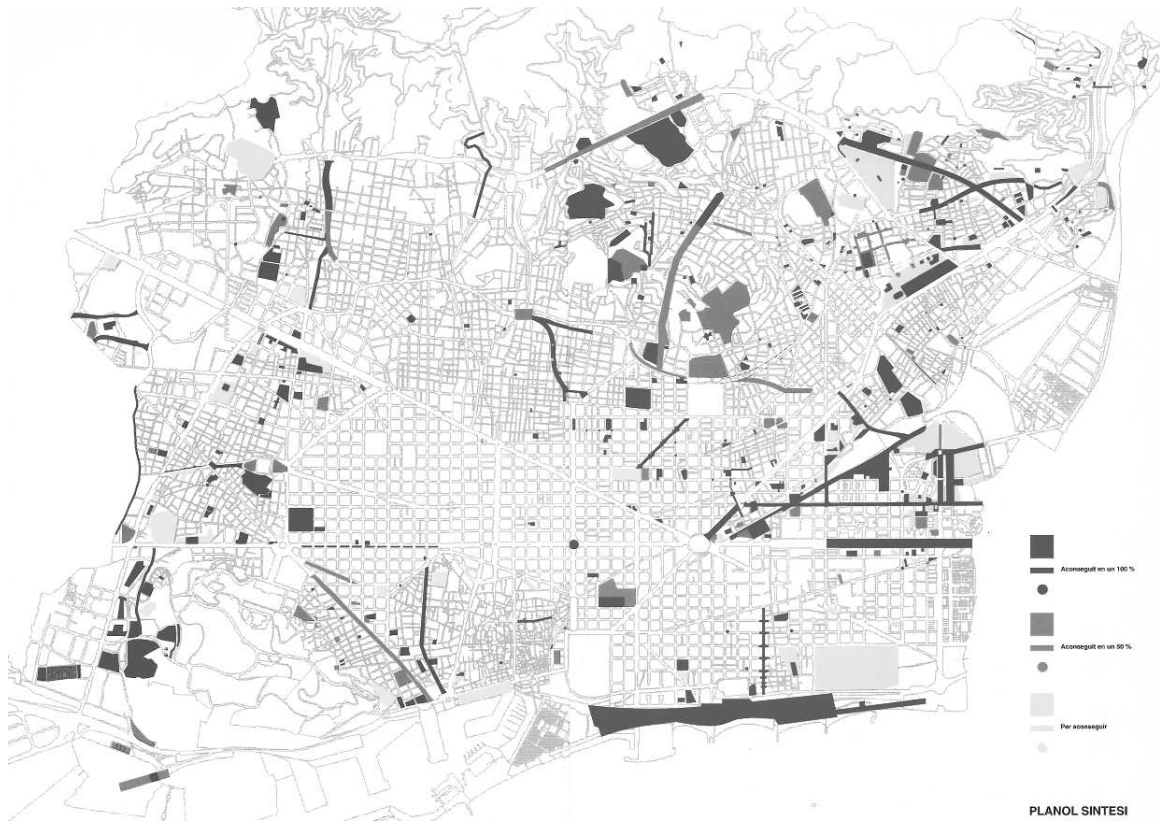 Aconseguit en un 100 %
Aconseguit en un 50 %
Per aconseguir
PLANOL SINTESI